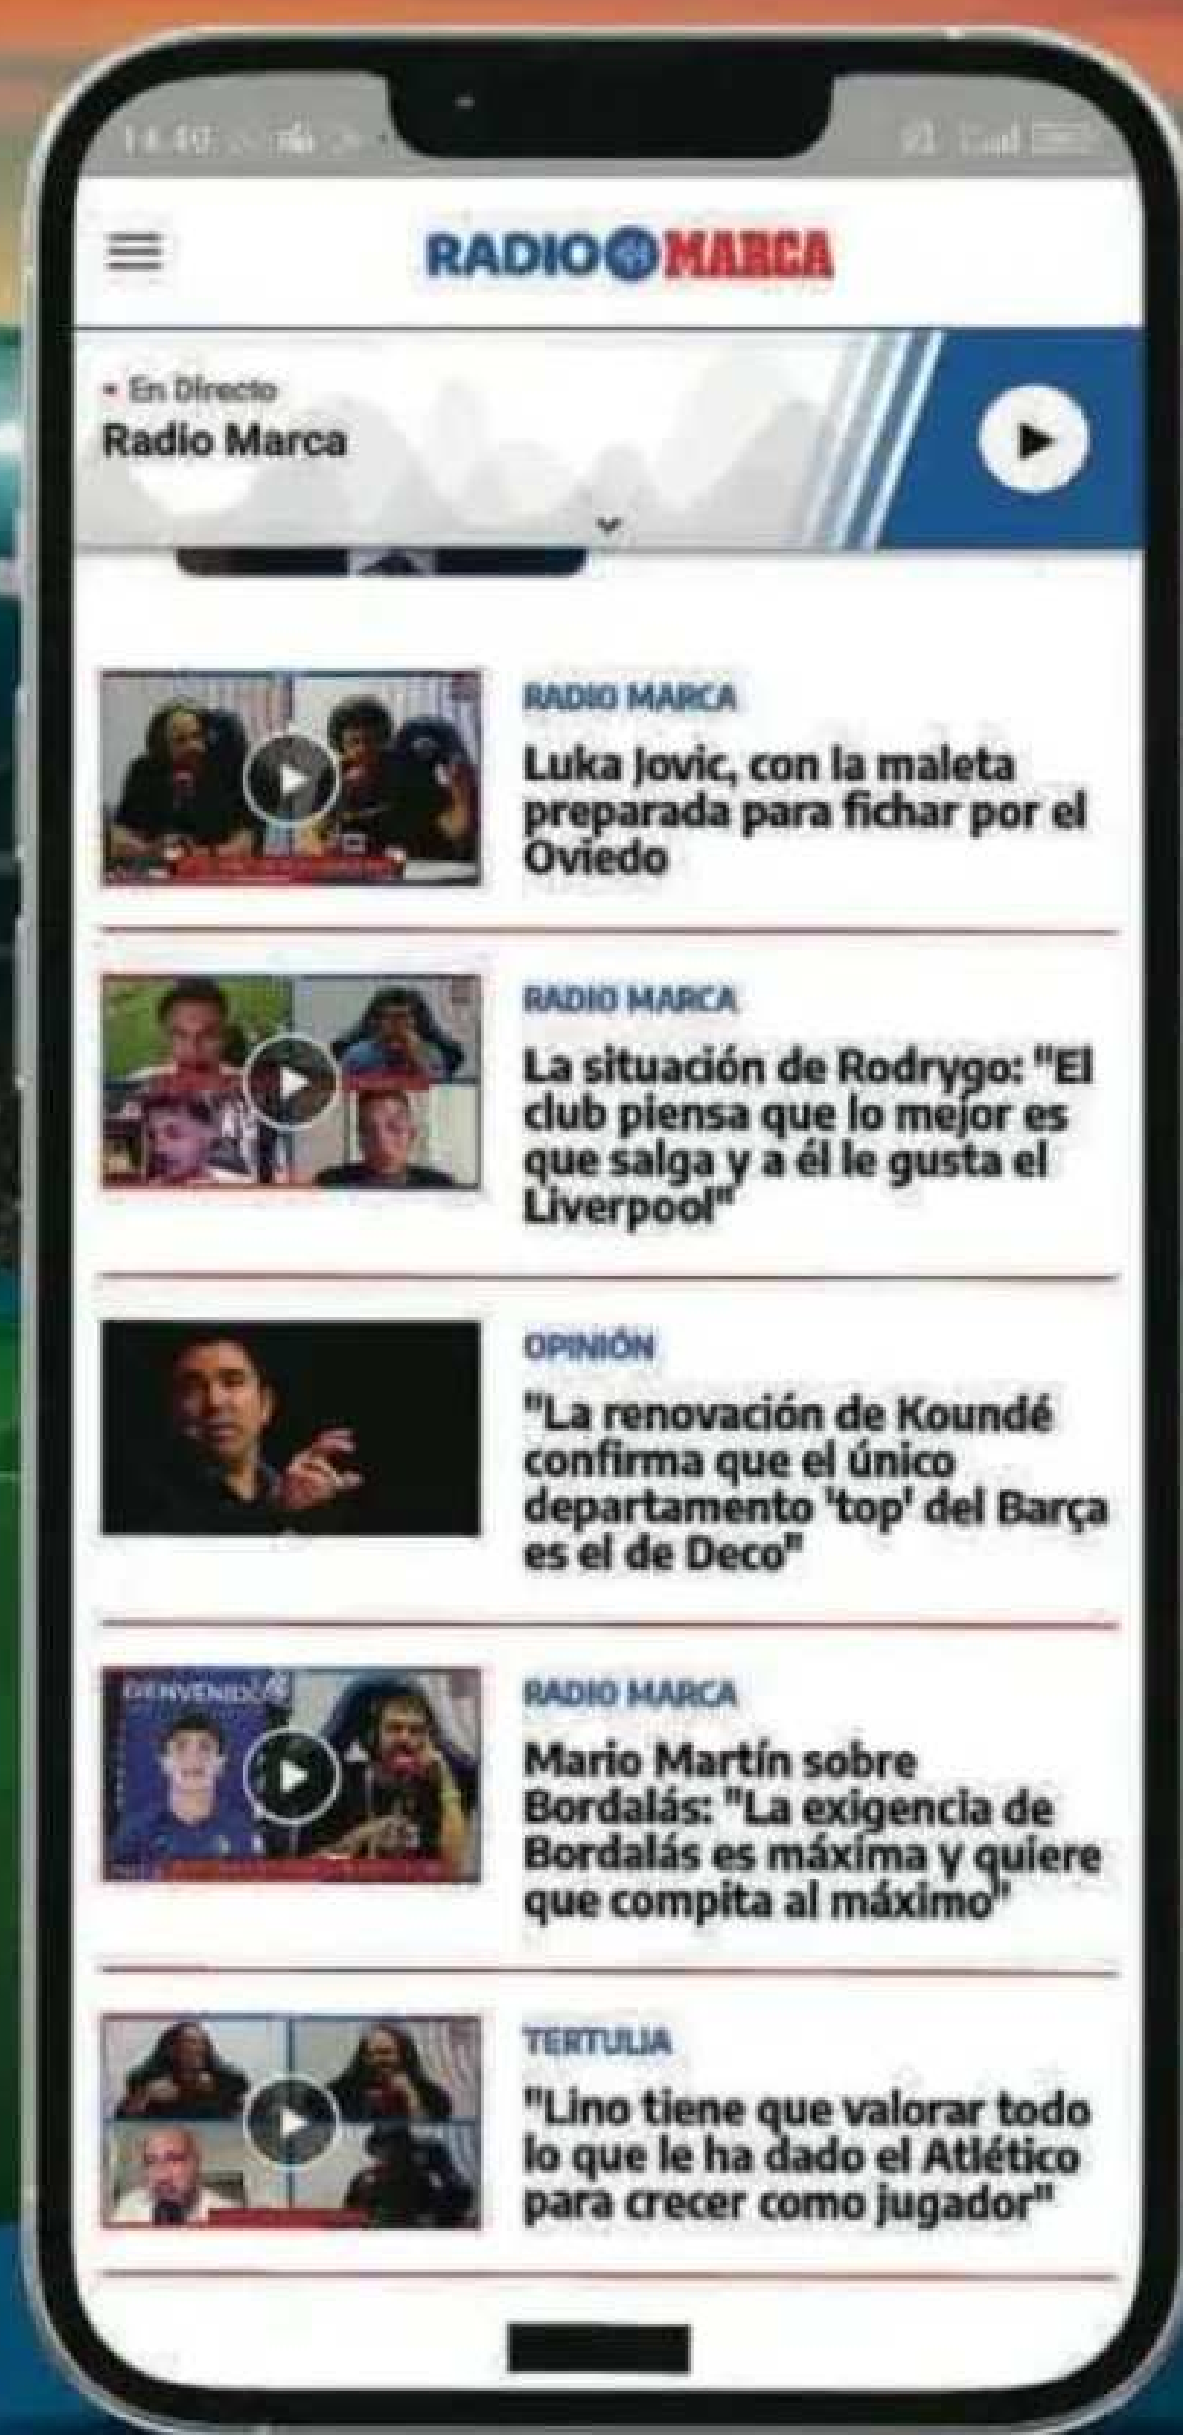 14:40
RADIO MARCA
• En Directo
Radio Marca
RADIO MARCA
Luka Jovic, con la maleta
preparada para fichar por el
Oviedo
RADIO MARCA
La situación de Rodrygo: "El
club piensa que lo mejor es
que salga y a él le gusta el
Liverpool"
OPINIÓN
"La renovación de Koundé
confirma que el único
departamento 'top' del Barça
es el de Deco"
BIENVENIDO
RADIO MARCA
Mario Martín sobre
Bordalás: "La exigencia de
Bordalás es máxima y quiere
que compita al máximo"
TERTULIA
"Lino tiene que valorar todo
lo que le ha dado el Atlético
para crecer como jugador"